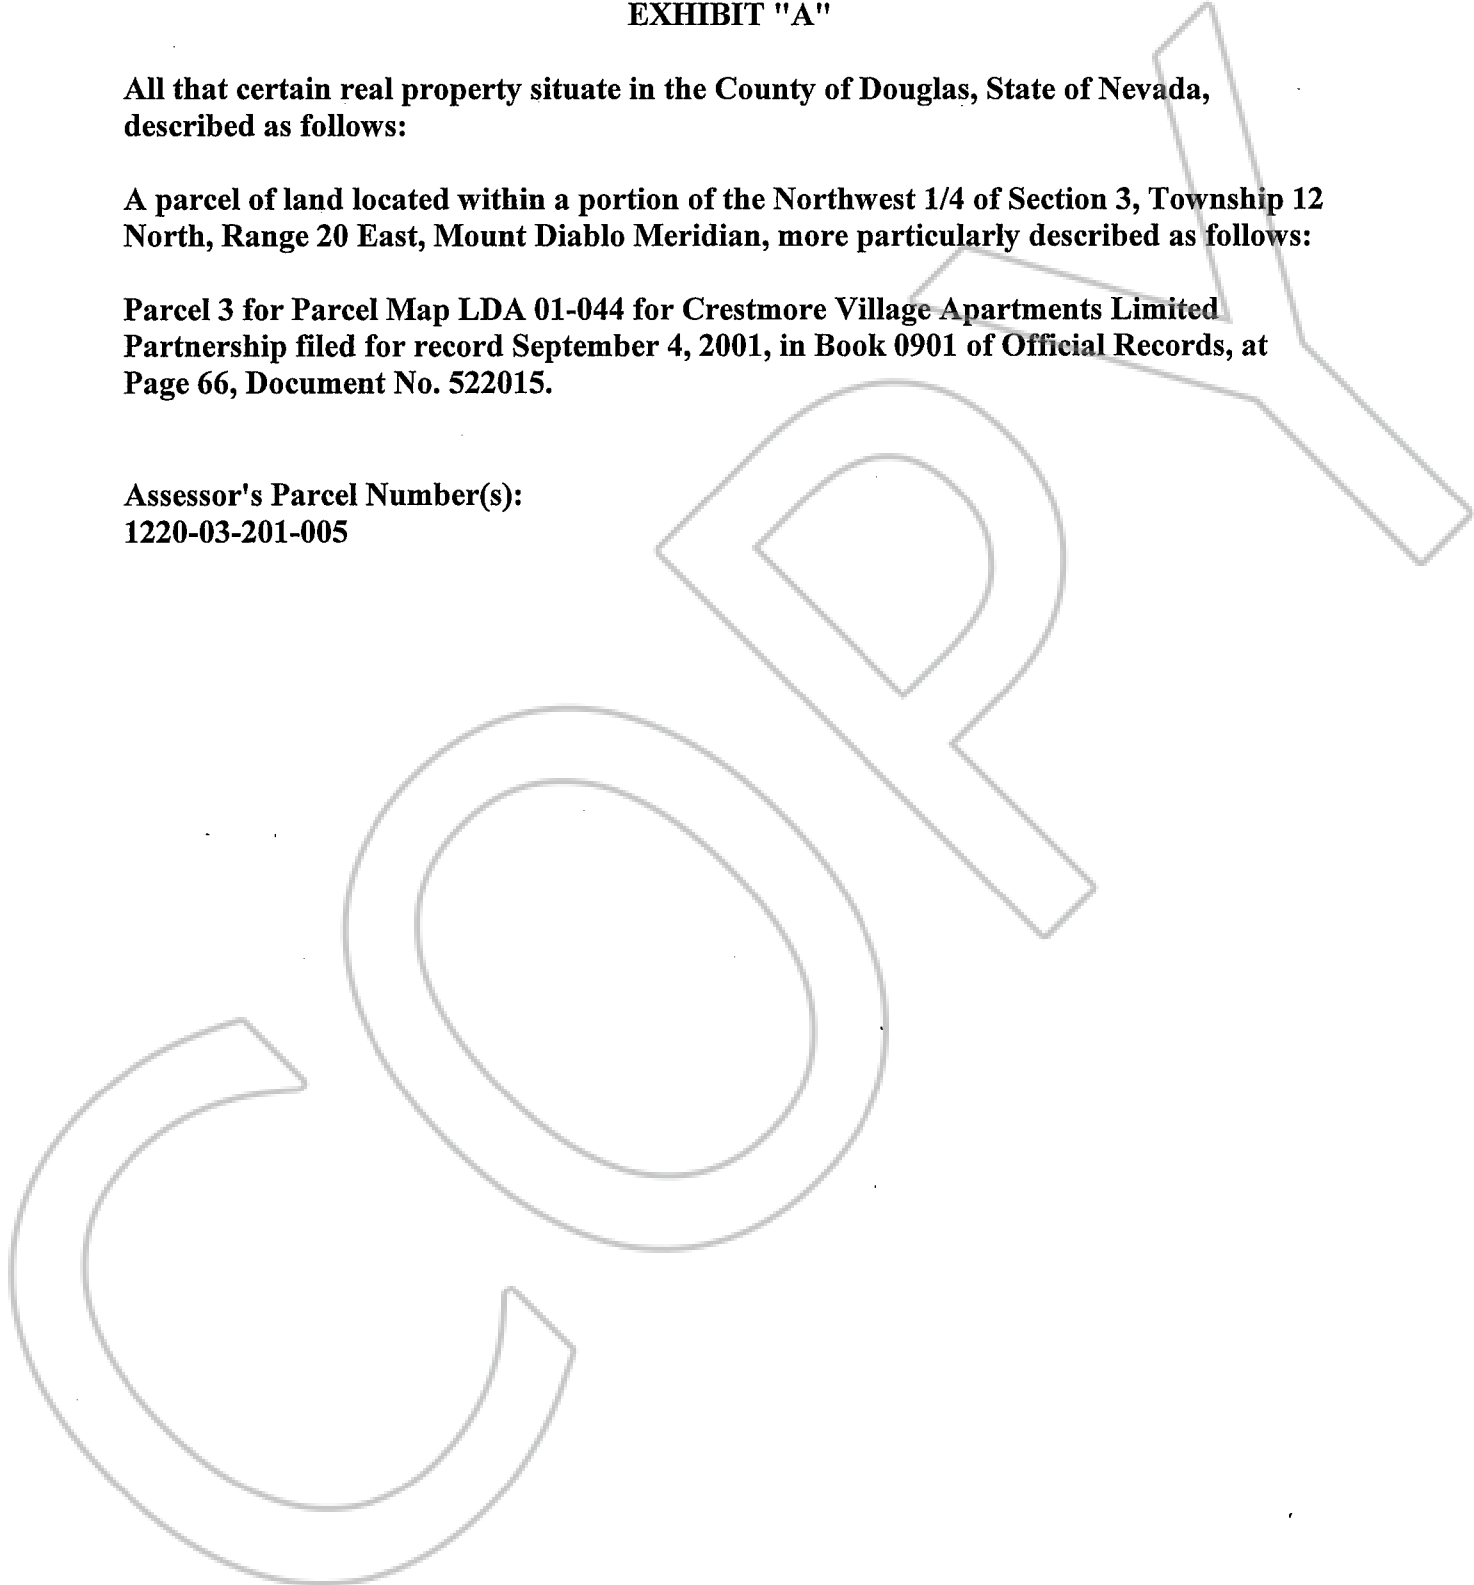 EXHIBIT "A"
All that certain real property situate in the County of Douglas, State of Nevada,
described as follows:
A parcel of land located within a portion of the Northwest 1/4 of Section 3, Township 12
North, Range 20 East, Mount Diablo Meridian, more particularly described as follows:
Parcel 3 for Parcel Map LDA 01-044 for Crestmore Village Apartments Limited
Partnership filed for record September 4, 2001, in Book 0901 of Official Records, at
Page 66, Document No. 522015.
Assessor's Parcel Number(s):
1220-03-201-005
COPY